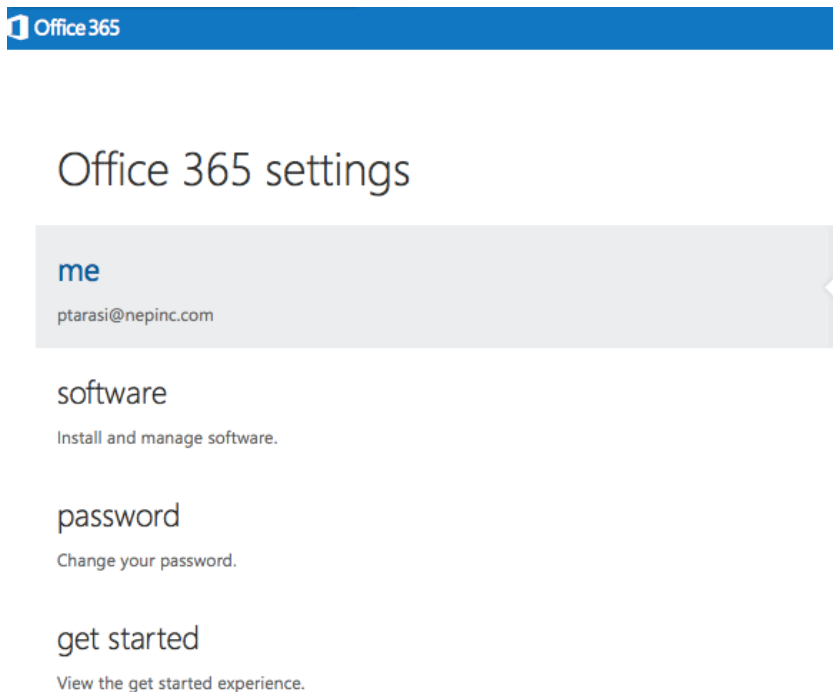 Office 365
Office 365 settings
me
ptarasi@nepinc.com
software
Install and manage software.
password
Change your password.
get started
View the get started experience.